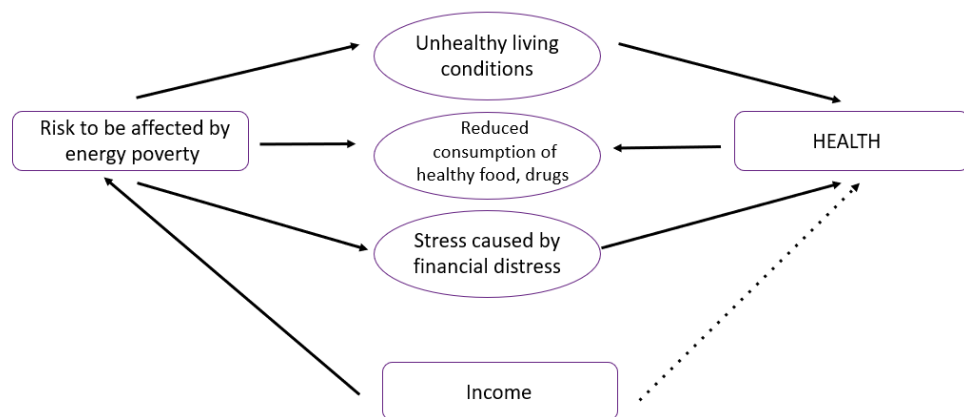 Unhealthy living
conditions
Risk to be affected by
energy poverty
Reduced
consumption of
healthy food, drugs
HEALTH
Stress caused by
financial distress
Income